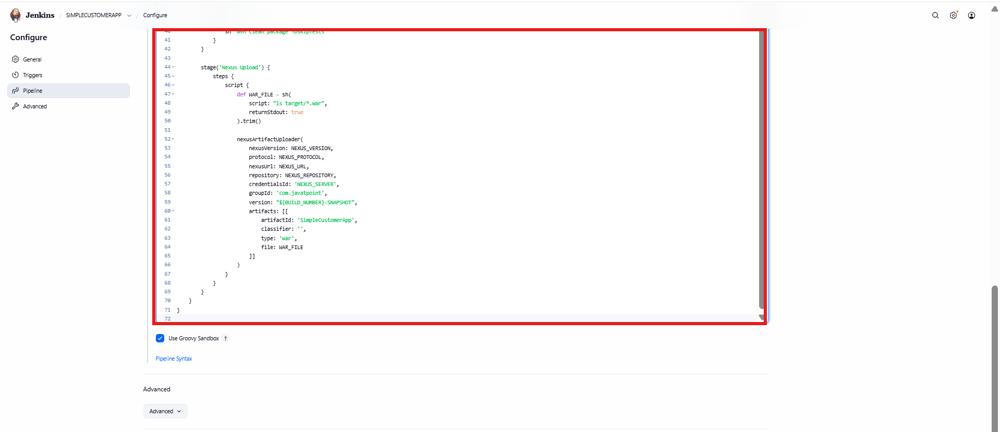 Jenkins / SIMPLECUSTOMERAPP / Configure
Configure
General
Triggers
Pipeline
Advanced
40 sh 'mvn clean package -DskipTests'
41 }
42 }
43
44 stage('Nexus Upload') {
45 steps {
46 script {
47 def WAR_FILE = sh(
48 script: "ls target/*.war",
49 returnStdout: true
50 ).trim()
51
52 nexusArtifactUploader(
53 nexusVersion: NEXUS_VERSION,
54 protocol: NEXUS_PROTOCOL,
55 nexusUrl: NEXUS_URL,
56 repository: NEXUS_REPOSITORY,
57 credentialsId: 'NEXUS_SERVER',
58 groupId: 'com.javatpoint',
59 version: "${BUILD_NUMBER}-SNAPSHOT",
60 artifacts: [[
61 artifactId: 'SimpleCustomerApp',
62 classifier: '',
63 type: 'war',
64 file: WAR_FILE
65 ]]
66 )
67 }
68 }
69 }
70 }
71 }
72
Use Groovy Sandbox ?
Pipeline Syntax
Advanced
Advanced